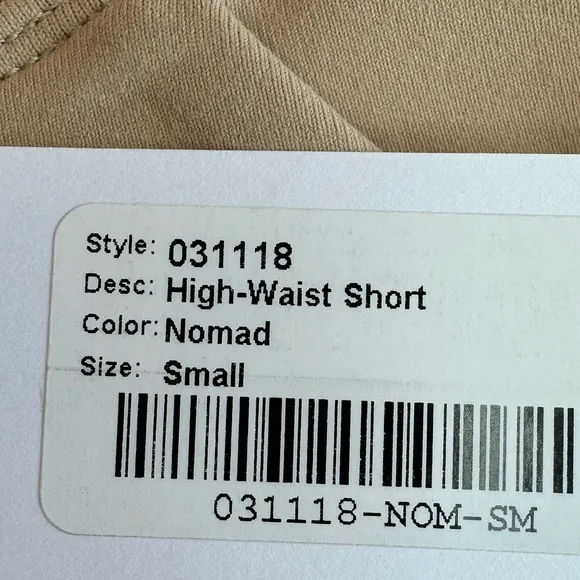 Style: 031118
Desc: High-Waist Short
Color: Nomad
Size: Small
031118-NOM-SM